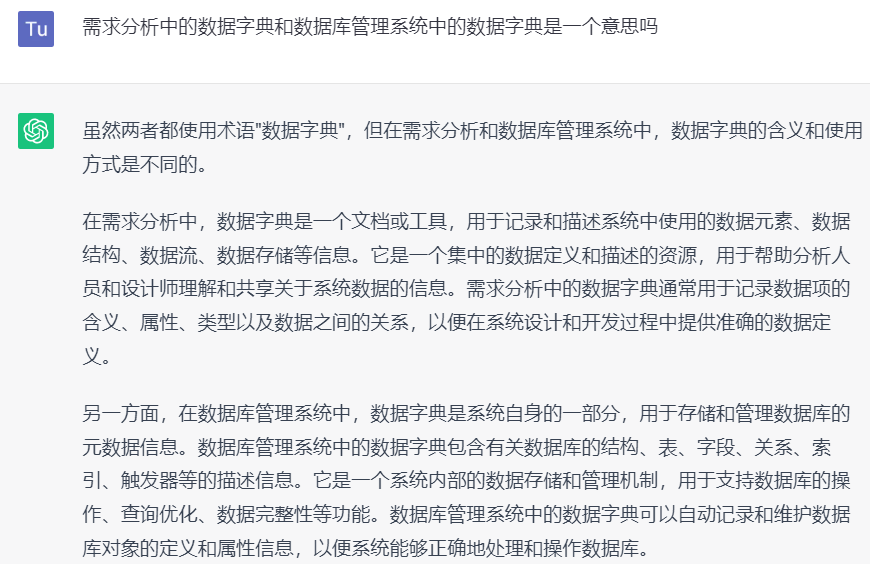 Tu
需求分析中的数据字典和数据库管理系统中的数据字典是一个意思吗
虽然两者都使用术语"数据字典"，但在需求分析和数据库管理系统中，数据字典的含义和使用
方式是不同的。
在需求分析中，数据字典是一个文档或工具，用于记录和描述系统中使用的数据元素、数据
结构、数据流、数据存储等信息。它是一个集中的数据定义和描述的资源，用于帮助分析人
员和设计师理解和共享关于系统数据的信息。需求分析中的数据字典通常用于记录数据项的
含义、属性、类型以及数据之间的关系，以便在系统设计和开发过程中提供准确的数据定
义。
另一方面，在数据库管理系统中，数据字典是系统自身的一部分，用于存储和管理数据库的
元数据信息。数据库管理系统中的数据字典包含有关数据库的结构、表、字段、关系、索
引、触发器等的描述信息。它是一个系统内部的数据存储和管理机制，用于支持数据库的操
作、查询优化、数据完整性等功能。数据库管理系统中的数据字典可以自动记录和维护数据
库对象的定义和属性信息，以便系统能够正确地处理和操作数据库。